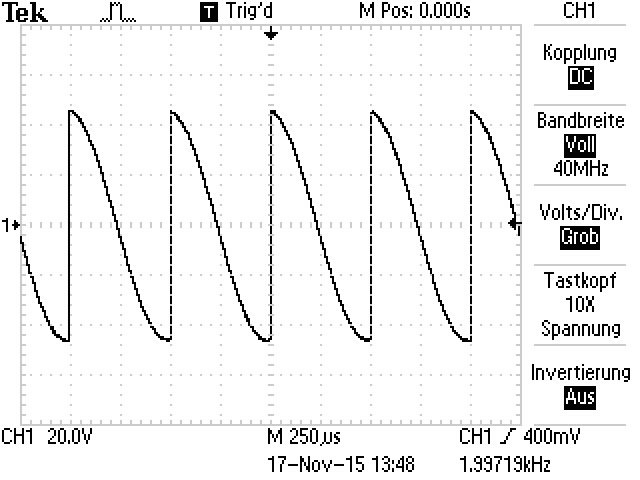 Tek T Trig'd M Pos: 0.000s CH1
Kopplung
DC
Bandbreite
Voll
40MHz
1
Volts/Div.
Grob
Tastkopf
10X
Spannung
Invertierung
Aus
CH1 20.0V M 250µs CH1 400mV
17-Nov-15 13:48 1.99719kHz